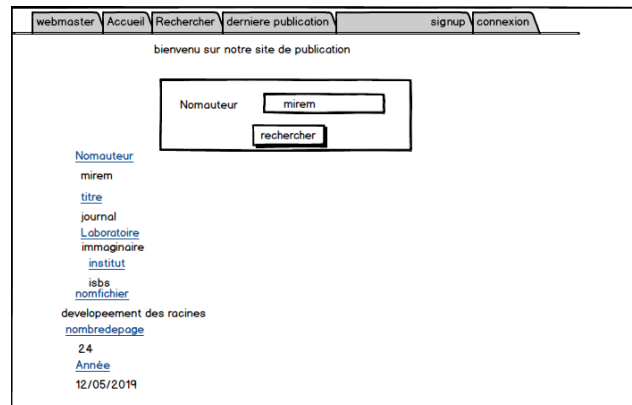 webmaster Accueil Rechercher derniere publication signup connexion
bienvenu sur notre site de publication
Nomauteur mirem
rechercher
Nomauteur
mirem
titre
journal
Laboratoire
immaginaire
institut
isbs
nomfichier
developeement des racines
nombredepage
24
Année
12/05/2019